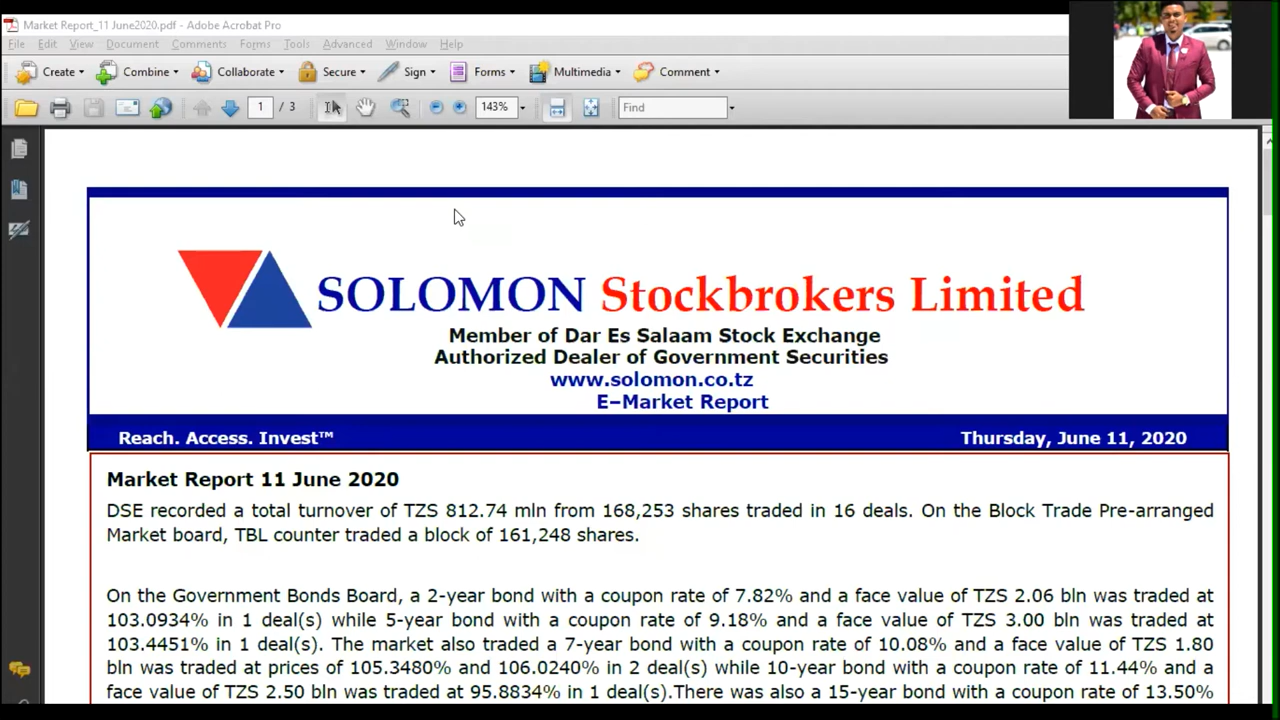 Market Report_11 June2020.pdf - Adobe Acrobat Pro
File Edit View Document Comments Forms Tools Advanced Window Help
Create Combine Collaborate Secure Sign Forms Multimedia Comment
1 / 3 143% Find
SOLOMON Stockbrokers Limited
Member of Dar Es Salaam Stock Exchange
Authorized Dealer of Government Securities
www.solomon.co.tz
E–Market Report
Reach. Access. Invest™ Thursday, June 11, 2020
Market Report 11 June 2020
DSE recorded a total turnover of TZS 812.74 mln from 168,253 shares traded in 16 deals. On the Block Trade Pre-arranged
Market board, TBL counter traded a block of 161,248 shares.
On the Government Bonds Board, a 2-year bond with a coupon rate of 7.82% and a face value of TZS 2.06 bln was traded at
103.0934% in 1 deal(s) while 5-year bond with a coupon rate of 9.18% and a face value of TZS 3.00 bln was traded at
103.4451% in 1 deal(s). The market also traded a 7-year bond with a coupon rate of 10.08% and a face value of TZS 1.80
bln was traded at prices of 105.3480% and 106.0240% in 2 deal(s) while 10-year bond with a coupon rate of 11.44% and a
face value of TZS 2.50 bln was traded at 95.8834% in 1 deal(s).There was also a 15-year bond with a coupon rate of 13.50%